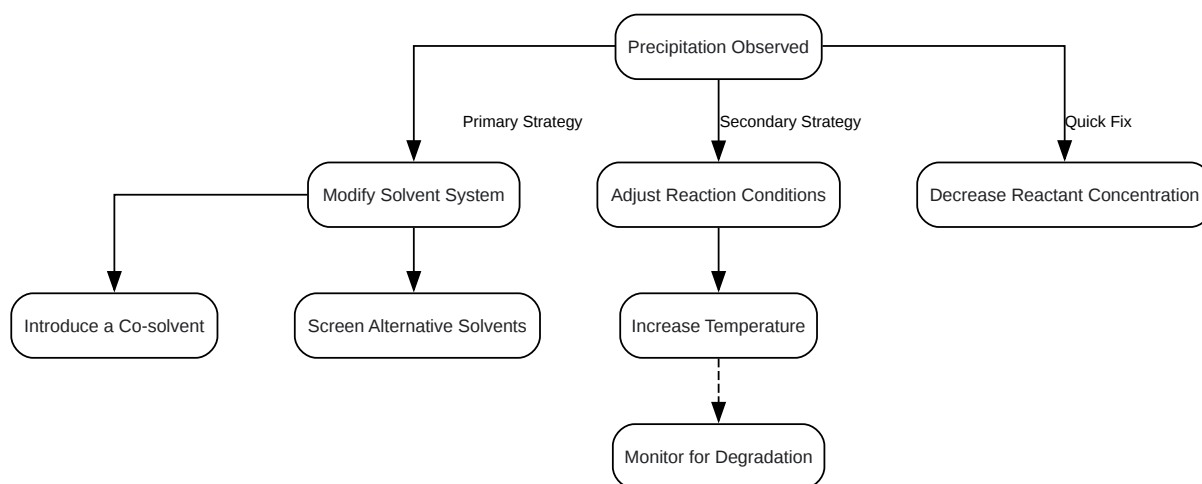 Precipitation Observed
Primary Strategy
Secondary Strategy
Quick Fix
Modify Solvent System
Adjust Reaction Conditions
Decrease Reactant Concentration
Introduce a Co-solvent
Screen Alternative Solvents
Increase Temperature
Monitor for Degradation